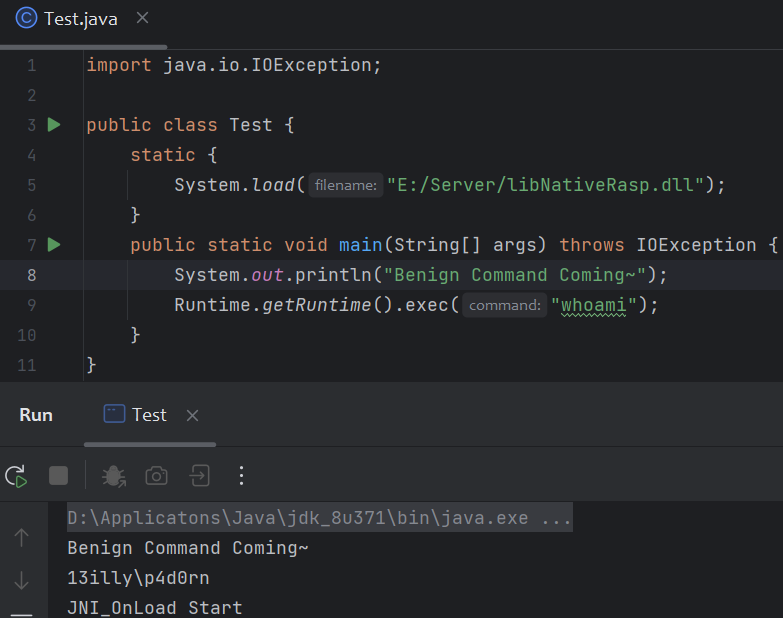 Test.java
1 import java.io.IOException;
2
3 public class Test {
4 static {
5 System.load( filename: "E:/Server/libNativeRasp.dll");
6 }
7 public static void main(String[] args) throws IOException {
8 System.out.println("Benign Command Coming~");
9 Runtime.getRuntime().exec( command: "whoami");
10 }
11 }
Run Test
D:\Applicatons\Java\jdk_8u371\bin\java.exe ...
Benign Command Coming~
13illy\p4d0rn
JNI_OnLoad Start